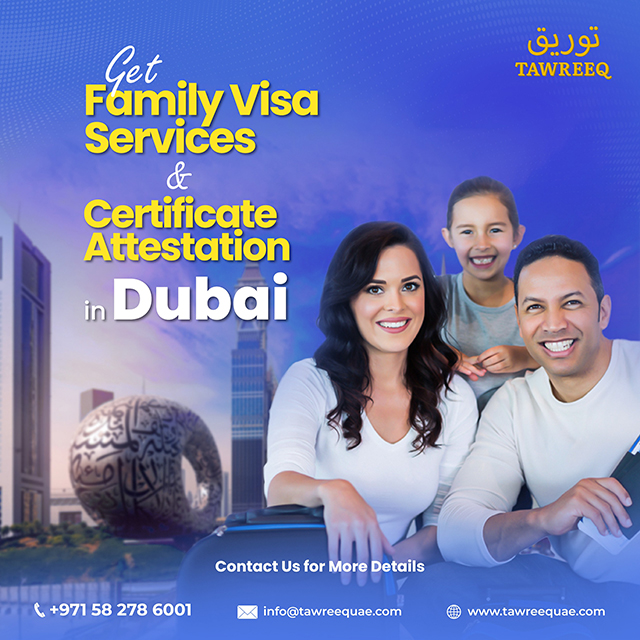 توريق
TAWREEQ
Get
Family Visa
Services
&
Certificate
Attestation
in Dubai
Contact Us for More Details
+971 58 278 6001
info@tawreequae.com
www.tawreequae.com